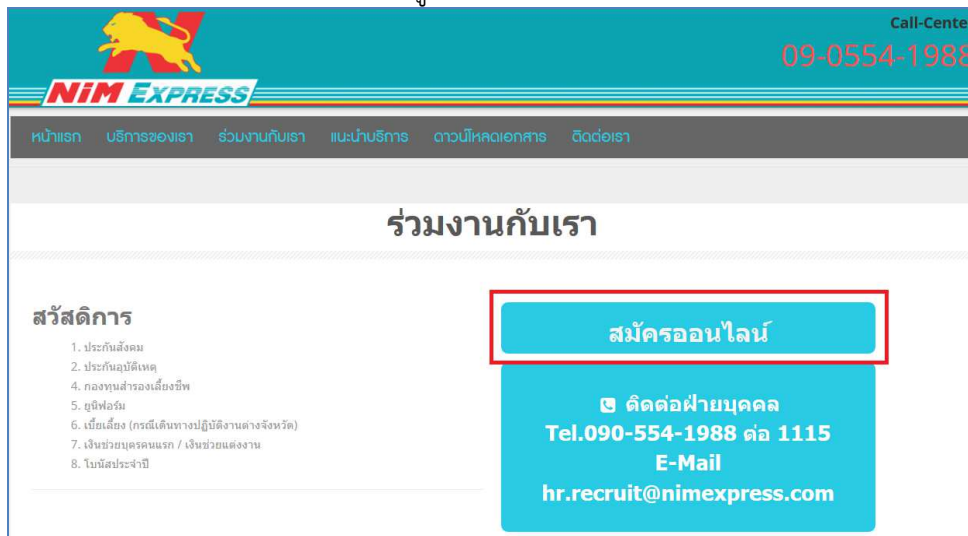 N
Call-Center
09-0554-1988
NiM EXPRESS
หน้าแรก บริการของเรา ร่วมงานกับเรา แนะนำบริการ ดาวน์โหลดเอกสาร ติดต่อเรา
ร่วมงานกับเรา
สวัสดิการ
1. ประกันสังคม
2. ประกันอุบัติเหตุ
4. กองทุนสำรองเลี้ยงชีพ
5. ยูนิฟอร์ม
6. เบี้ยเลี้ยง (กรณีเดินทางปฏิบัติงานต่างจังหวัด)
7. เงินช่วยบุตรคนแรก / เงินช่วยแต่งงาน
8. โบนัสประจำปี
สมัครออนไลน์
ติดต่อฝ่ายบุคคล
Tel.090-554-1988 ต่อ 1115
E-Mail
hr.recruit@nimexpress.com